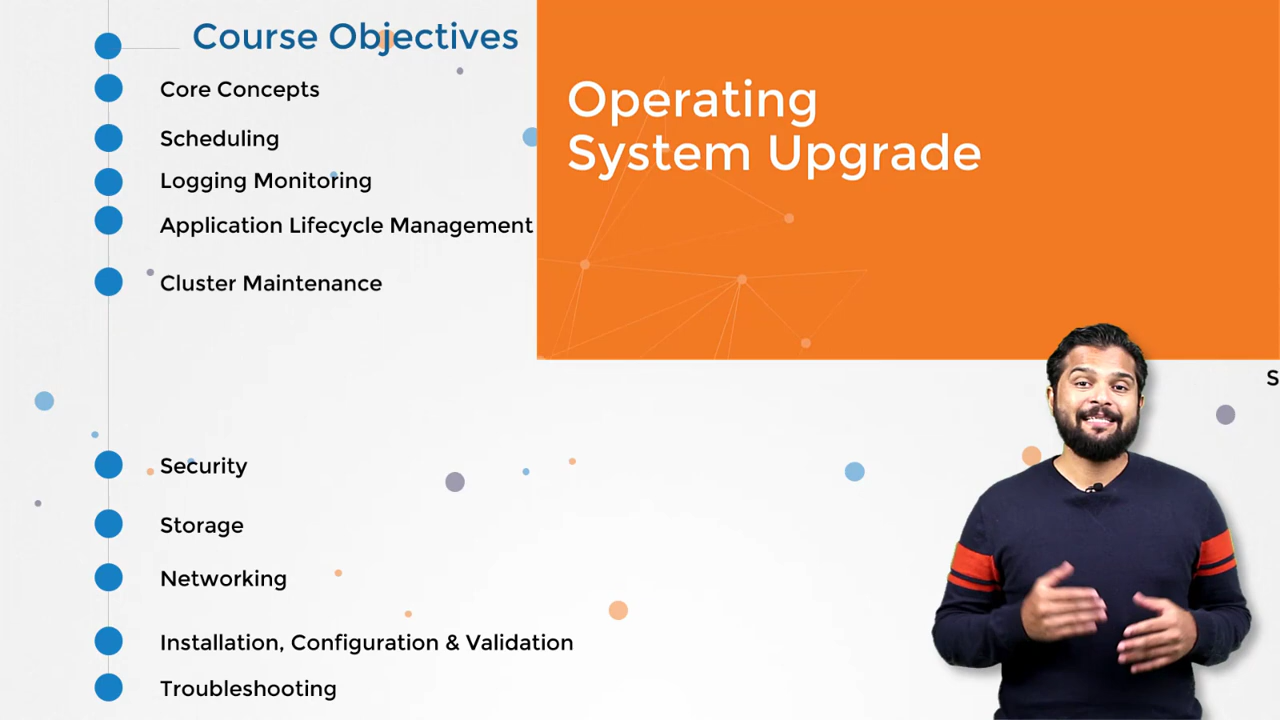 Course Objectives
Core Concepts
Scheduling
Logging Monitoring
Application Lifecycle Management
Cluster Maintenance
Security
Storage
Networking
Installation, Configuration & Validation
Troubleshooting
Operating
System Upgrade
S